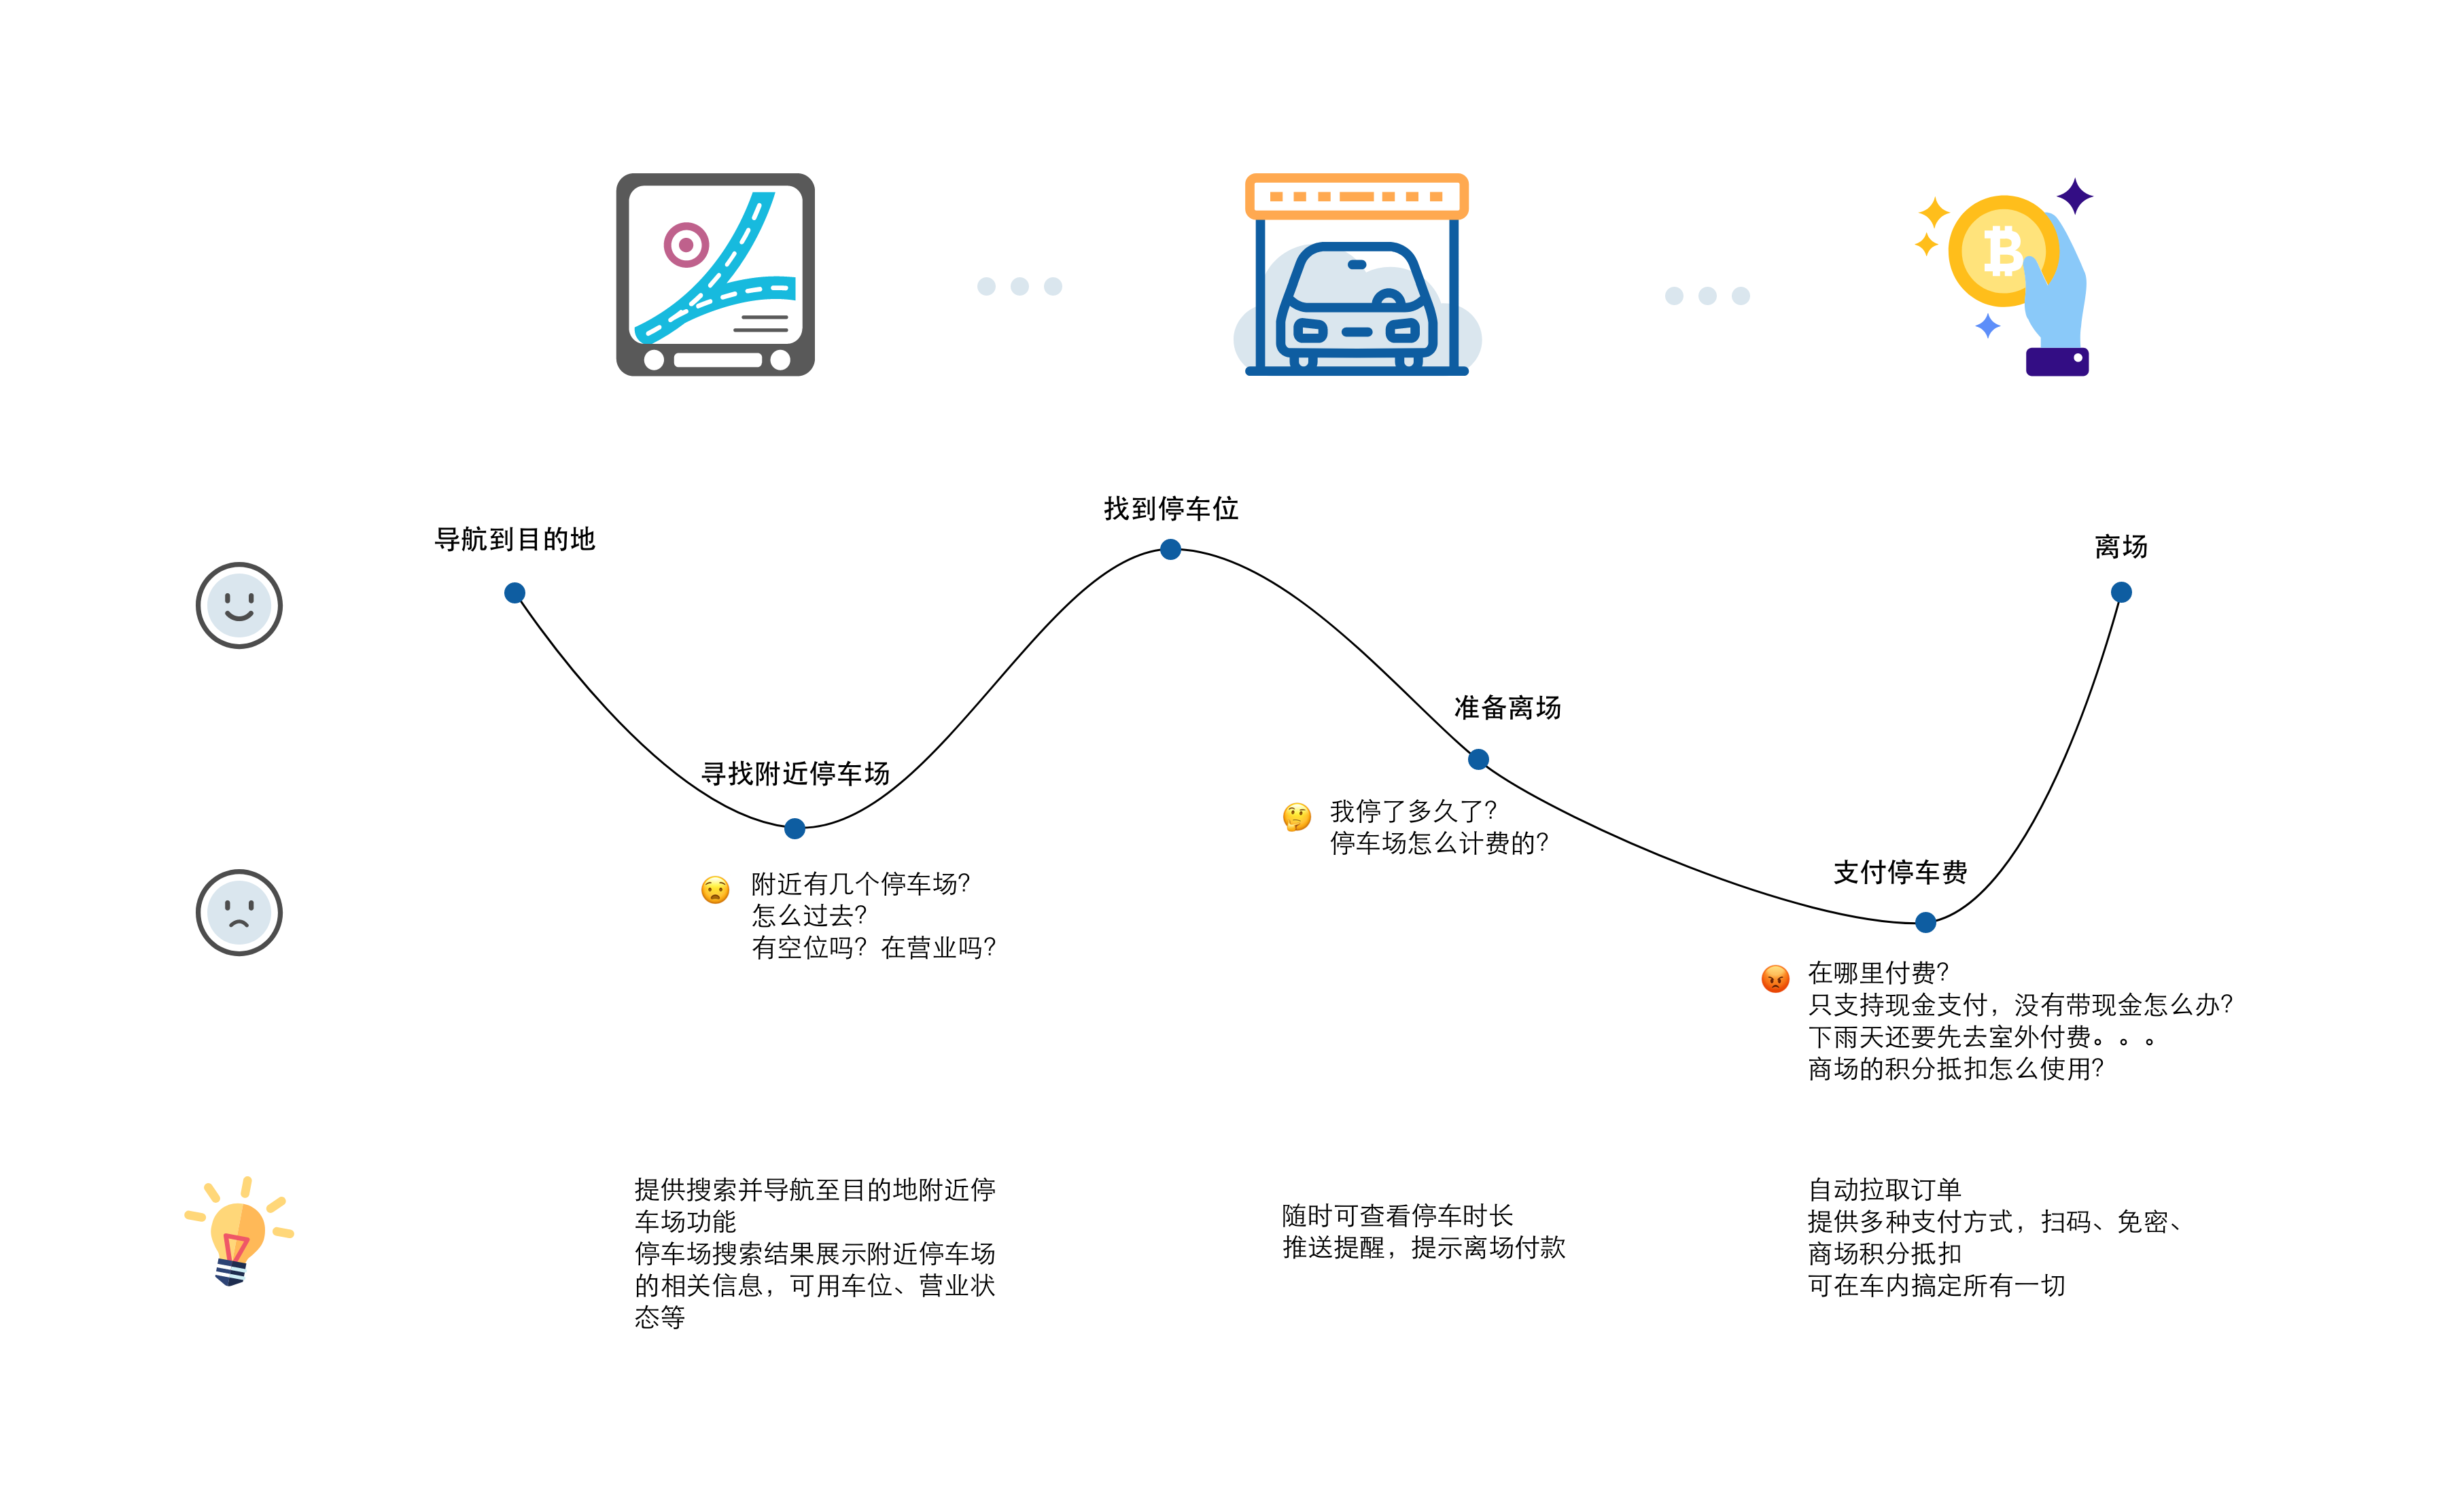 导航到目的地
找到停车位
离场
准备离场
寻找附近停车场
我停了多久了？
停车场怎么计费的？
支付停车费
附近有几个停车场？
怎么过去？
有空位吗？在营业吗？
在哪里付费？
只支持现金支付，没有带现金怎么办？
下雨天还要先去室外付费。。。
商场的积分抵扣怎么使用？
提供搜索并导航至目的地附近停
车场功能
停车场搜索结果展示附近停车场
的相关信息，可用车位、营业状
态等
随时可查看停车时长
推送提醒，提示离场付款
自动拉取订单
提供多种支付方式，扫码、免密、
商场积分抵扣
可在车内搞定所有一切